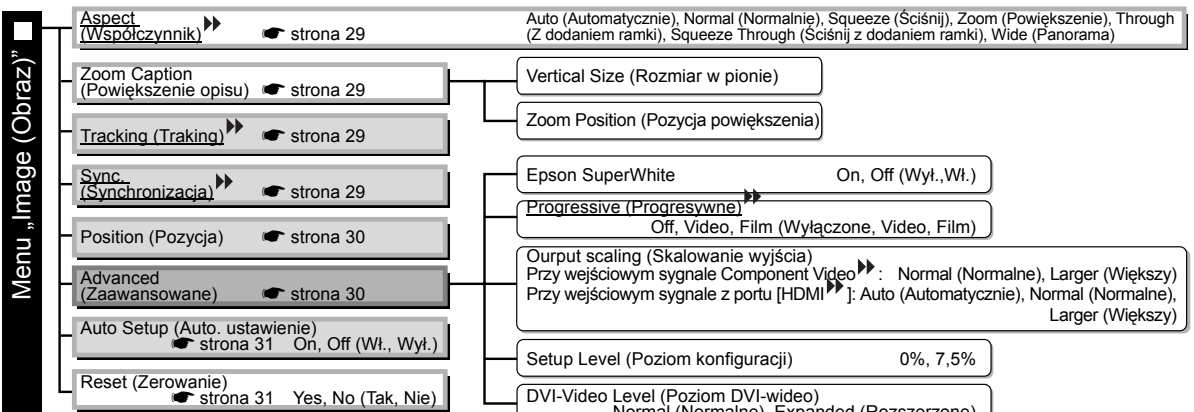 Menu „Image (Obraz)”
Aspect
(Współczynnik) strona 29
Auto (Automatycznie), Normal (Normalnie), Squeeze (Ściśnij), Zoom (Powiększenie), Through
(Z dodaniem ramki), Squeeze Through (Ściśnij z dodaniem ramki), Wide (Panorama)
Zoom Caption
(Powiększenie opisu) strona 29
Vertical Size (Rozmiar w pionie)
Zoom Position (Pozycja powiększenia)
Tracking (Traking) strona 29
Sync.
(Synchronizacja) strona 29
Position (Pozycja) strona 30
Advanced
(Zaawansowane) strona 30
Epson SuperWhite On, Off (Wył.,Wł.)
Progressive (Progresywne)
Off, Video, Film (Wyłączone, Video, Film)
Ourput scaling (Skalowanie wyjścia)
Przy wejściowym sygnale Component Video : Normal (Normalne), Larger (Większy)
Przy wejściowym sygnale z portu [HDMI ]: Auto (Automatycznie), Normal (Normalne),
Larger (Większy)
Setup Level (Poziom konfiguracji) 0%, 7,5%
DVI-Video Level (Poziom DVI-wideo)
Normal (Normalne), Expanded (Rozszerzone)
Auto Setup (Auto. ustawienie)
strona 31 On, Off (Wł., Wył.)
Reset (Zerowanie)
strona 31 Yes, No (Tak, Nie)